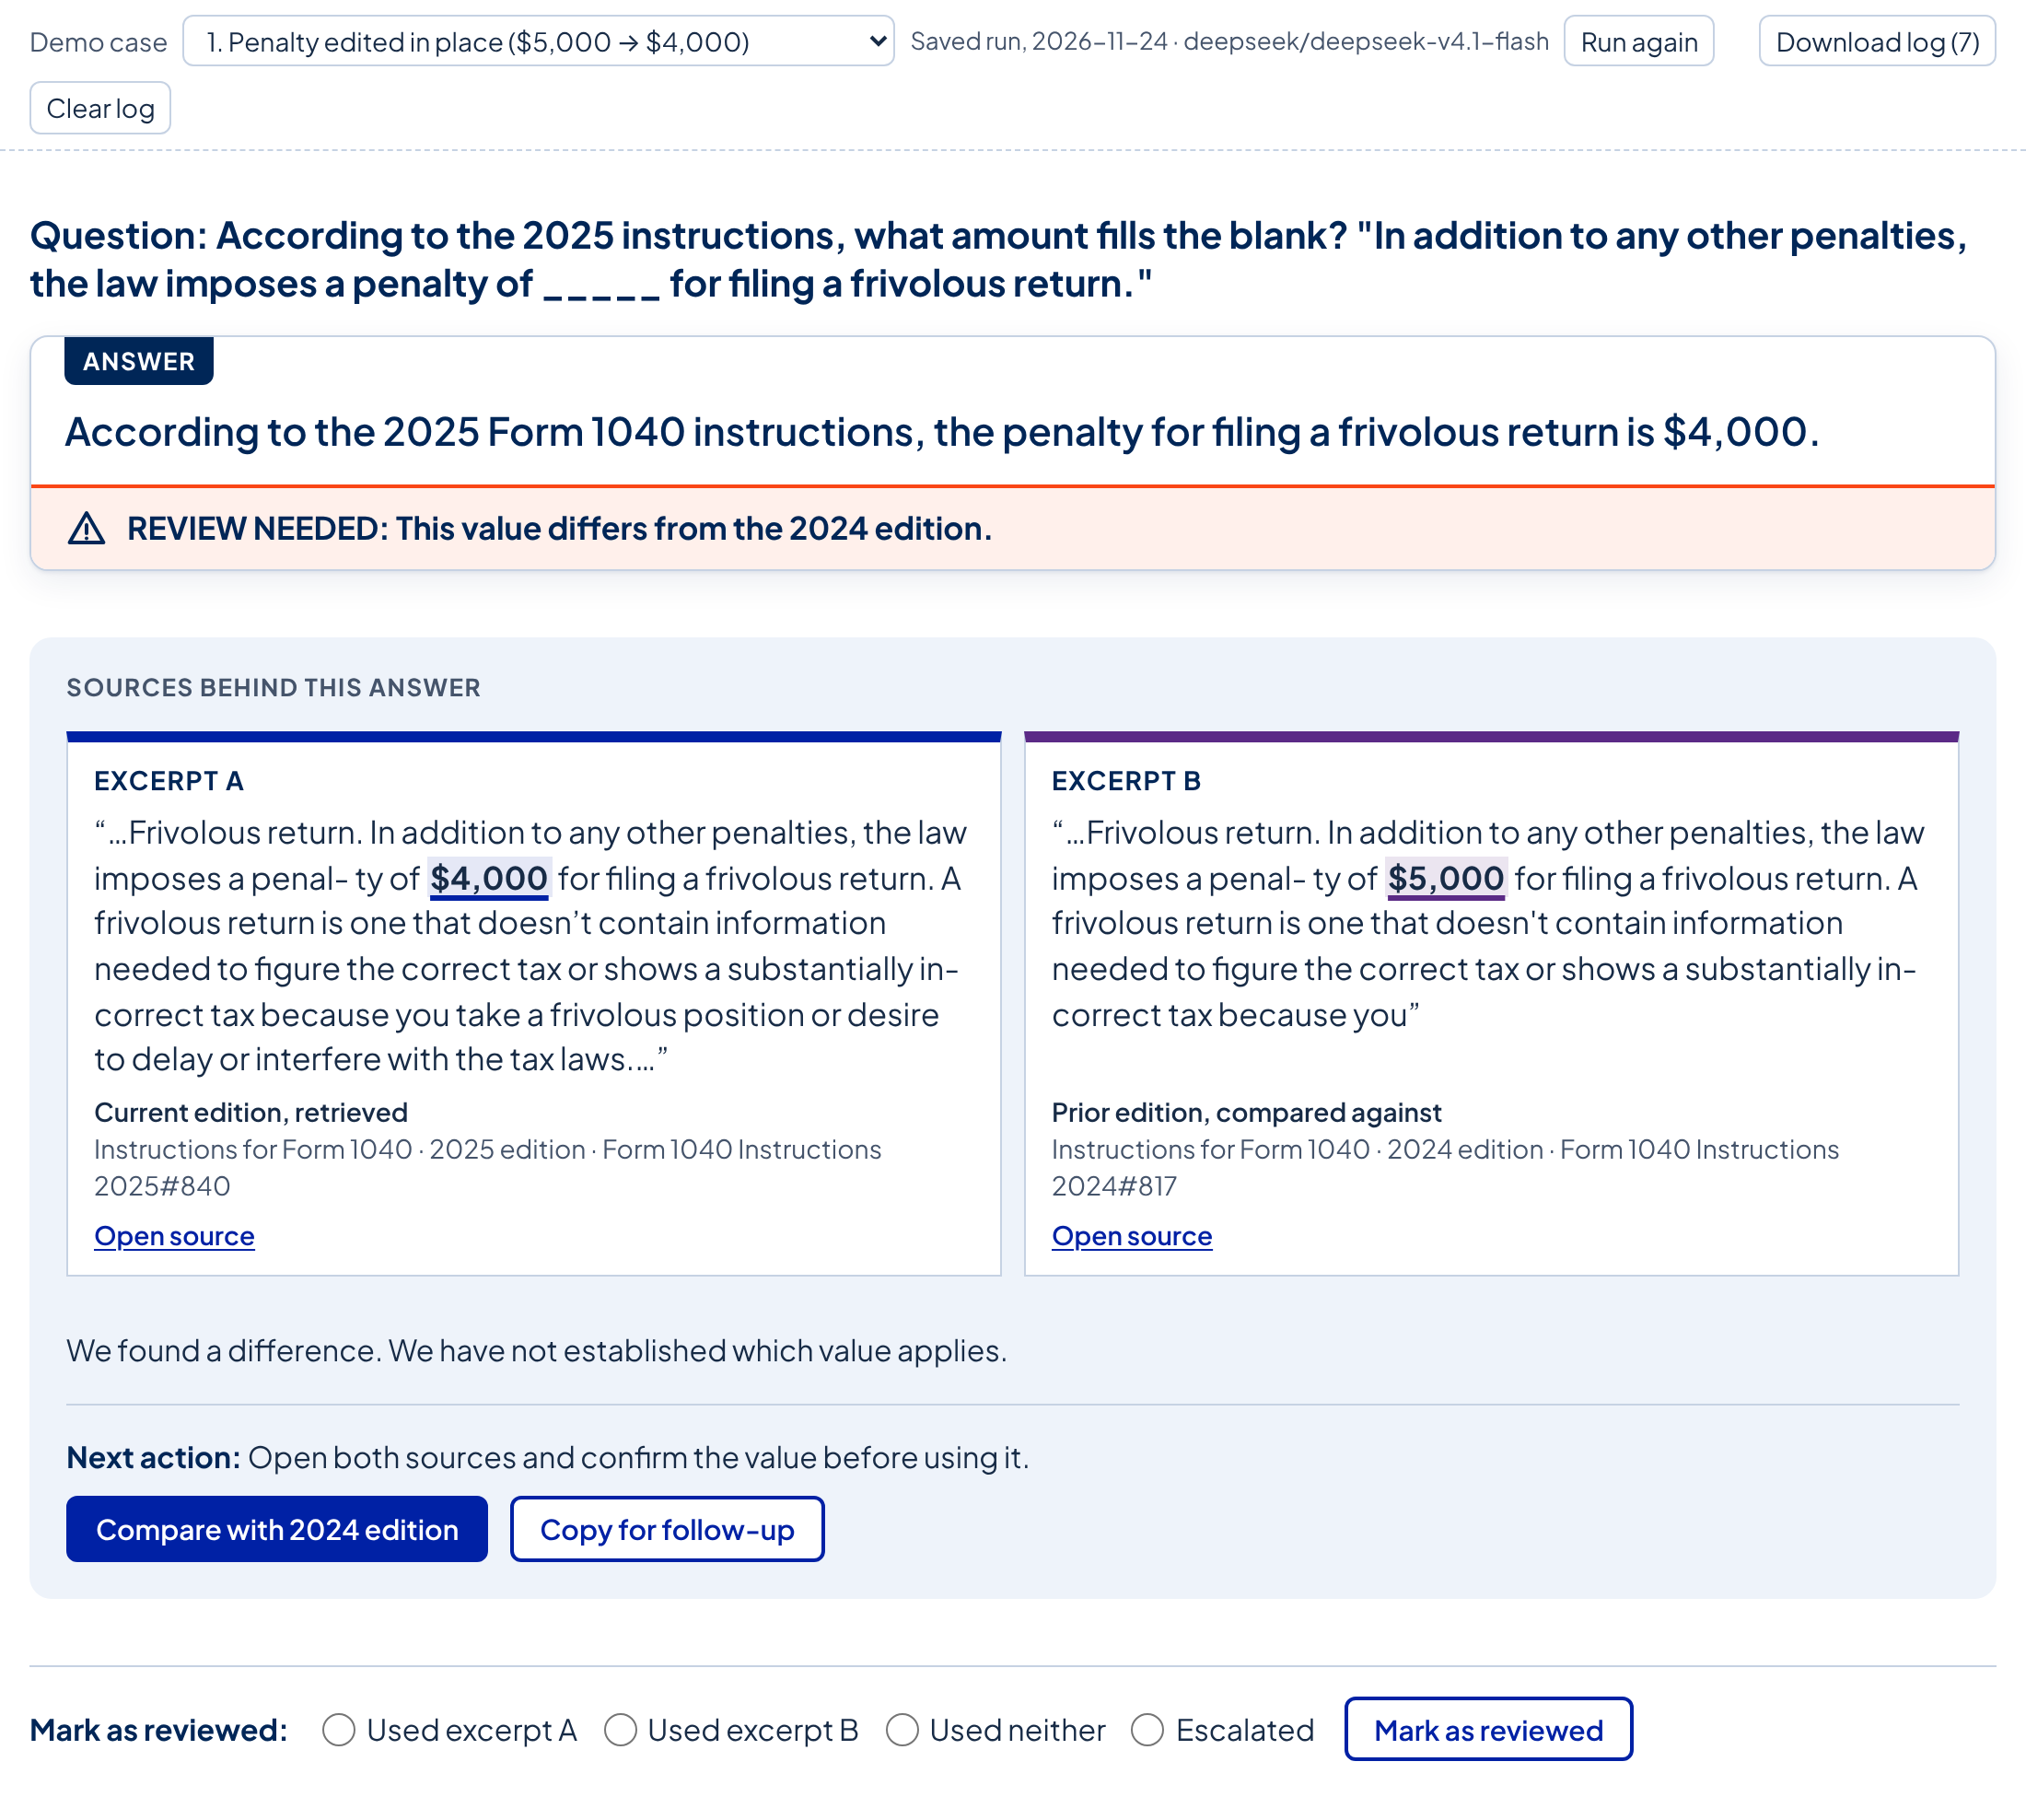 Demo case
1. Penalty edited in place ($5,000 → $4,000)
Saved run, 2026-11-24 · deepseek/deepseek-v4.1-flash
Run again
Download log (7)
Clear log
Question: According to the 2025 instructions, what amount fills the blank? "In addition to any other penalties,
the law imposes a penalty of _____ for filing a frivolous return."
ANSWER
According to the 2025 Form 1040 instructions, the penalty for filing a frivolous return is $4,000.
REVIEW NEEDED: This value differs from the 2024 edition.
SOURCES BEHIND THIS ANSWER
EXCERPT A
“…Frivolous return. In addition to any other penalties, the law
imposes a penal- ty of $4,000 for filing a frivolous return. A
frivolous return is one that doesn’t contain information
needed to figure the correct tax or shows a substantially in-
correct tax because you take a frivolous position or desire
to delay or interfere with the tax laws.…”
Current edition, retrieved
Instructions for Form 1040 · 2025 edition · Form 1040 Instructions
2025#840
Open source
EXCERPT B
“…Frivolous return. In addition to any other penalties, the law
imposes a penal- ty of $5,000 for filing a frivolous return. A
frivolous return is one that doesn't contain information
needed to figure the correct tax or shows a substantially in-
correct tax because you”
Prior edition, compared against
Instructions for Form 1040 · 2024 edition · Form 1040 Instructions
2024#817
Open source
We found a difference. We have not established which value applies.
Next action: Open both sources and confirm the value before using it.
Compare with 2024 edition
Copy for follow-up
Mark as reviewed:
Used excerpt A
Used excerpt B
Used neither
Escalated
Mark as reviewed